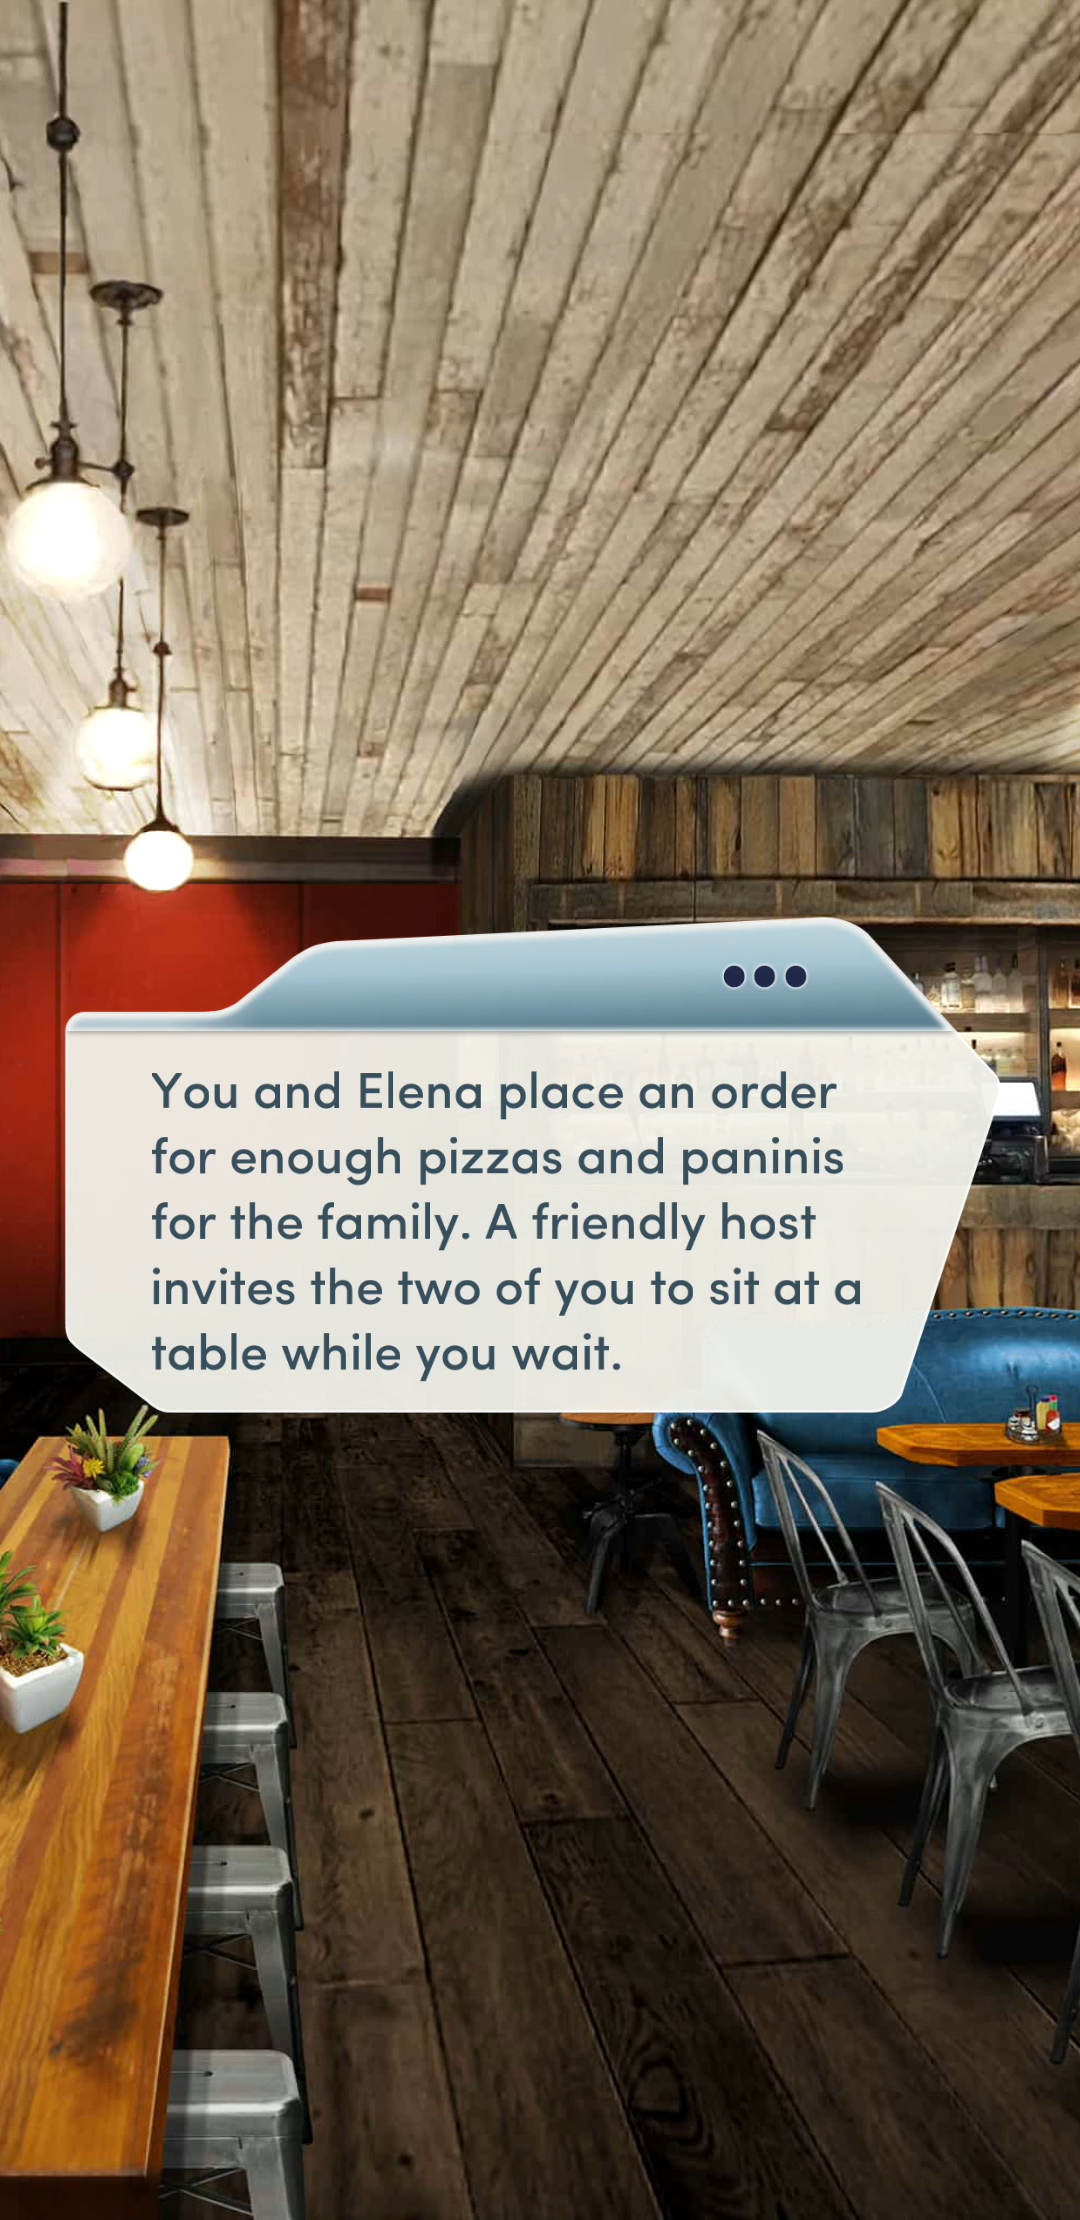 You and Elena place an order
for enough pizzas and paninis
for the family. A friendly host
invites the two of you to sit at a
table while you wait.